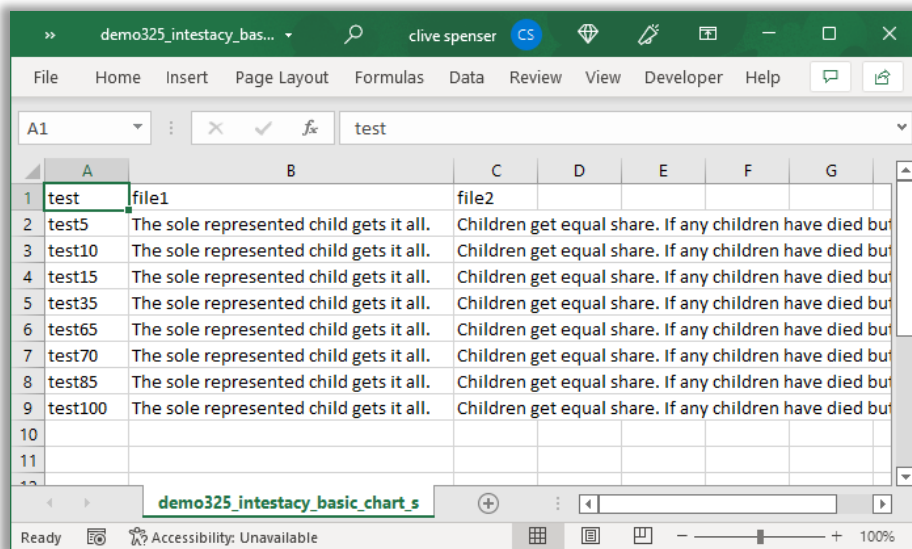 demo325_intestacy_bas... clive spenser CS
File Home Insert Page Layout Formulas Data Review View Developer Help
A1 fx test
A B C D E F G
1 test file1 file2
2 test5 The sole represented child gets it all. Children get equal share. If any children have died but
3 test10 The sole represented child gets it all. Children get equal share. If any children have died but
4 test15 The sole represented child gets it all. Children get equal share. If any children have died but
5 test35 The sole represented child gets it all. Children get equal share. If any children have died but
6 test65 The sole represented child gets it all. Children get equal share. If any children have died but
7 test70 The sole represented child gets it all. Children get equal share. If any children have died but
8 test85 The sole represented child gets it all. Children get equal share. If any children have died but
9 test100 The sole represented child gets it all. Children get equal share. If any children have died but
10
11
demo325_intestacy_basic_chart_s
Ready Accessibility: Unavailable 100%